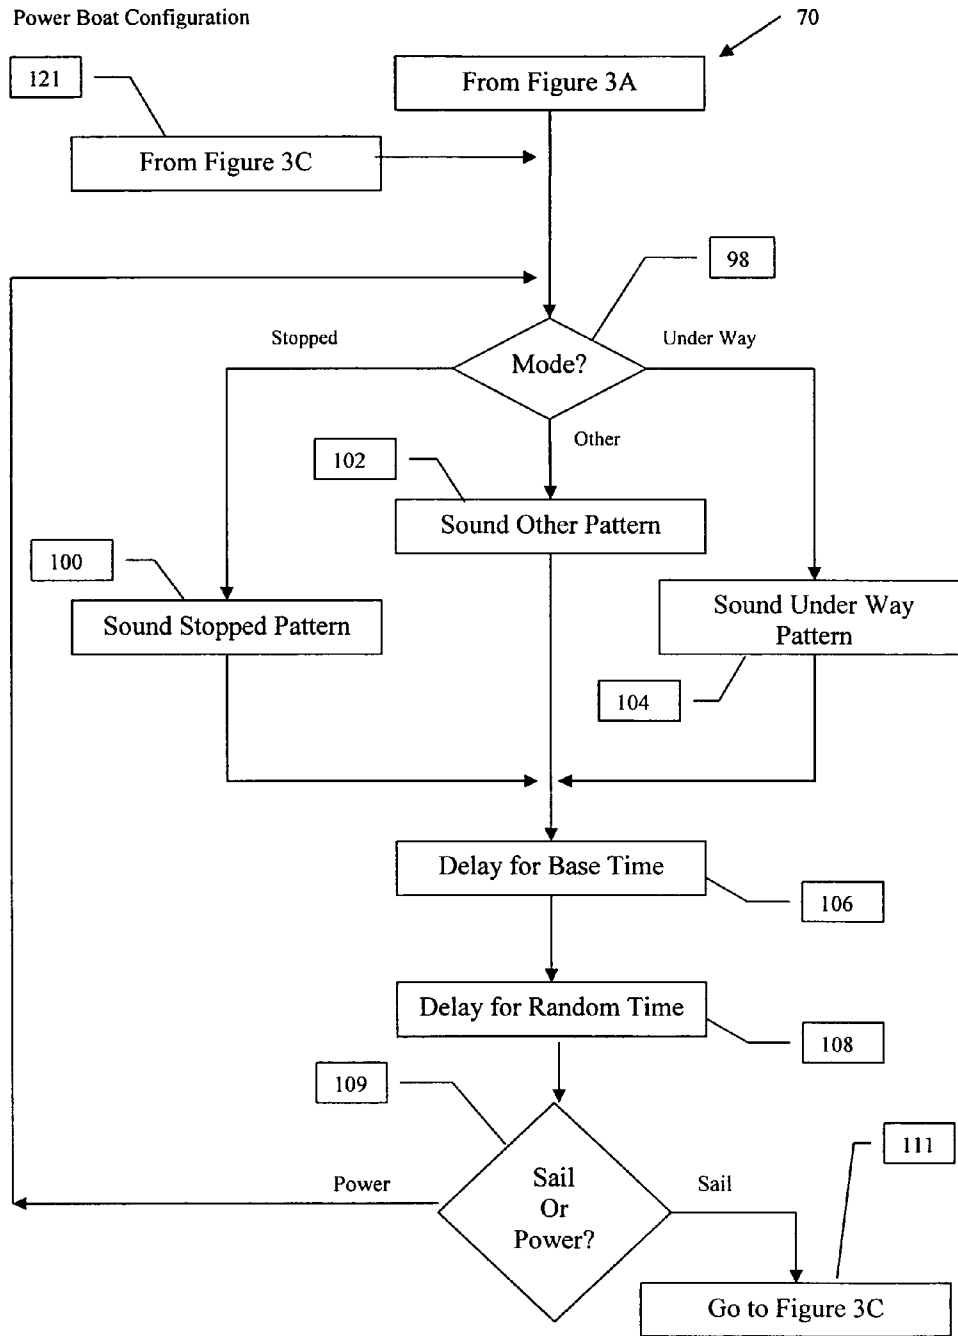 Power Boat Configuration
70
From Figure 3A
121
From Figure 3C
98
Stopped
Under Way
Mode?
Other
102
Sound Other Pattern
100
Sound Stopped Pattern
Sound Under Way
Pattern
104
Delay for Base Time
106
Delay for Random Time
108
109
111
Power
Sail
Sail
Or
Power?
Go to Figure 3C